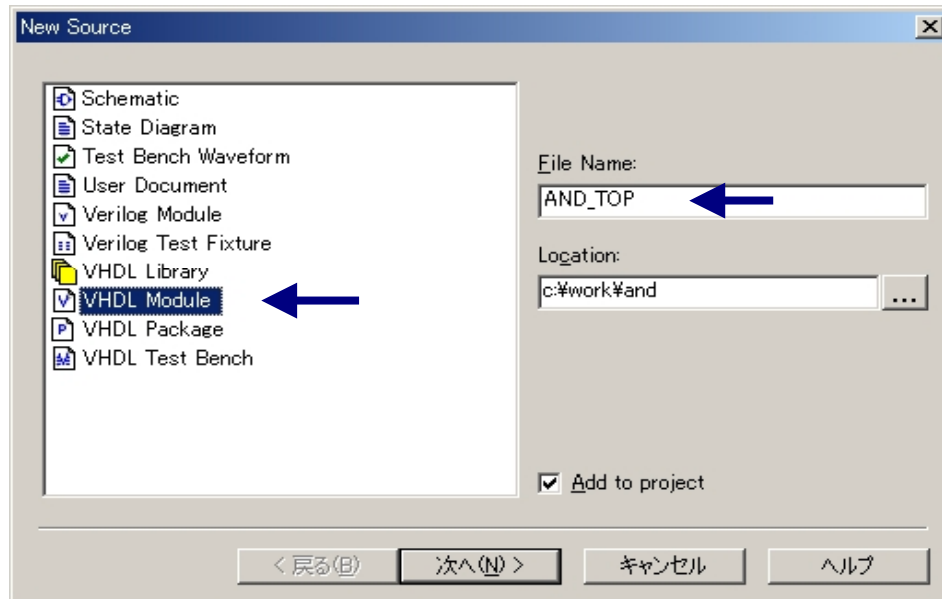 New Source
Schematic
State Diagram
Test Bench Waveform
User Document
Verilog Module
Verilog Test Fixture
VHDL Library
VHDL Module
VHDL Package
VHDL Test Bench
File Name:
AND_TOP
Location:
c:¥work¥and
...
Add to project
< 戻る(B)
次へ(N) >
キャンセル
ヘルプ